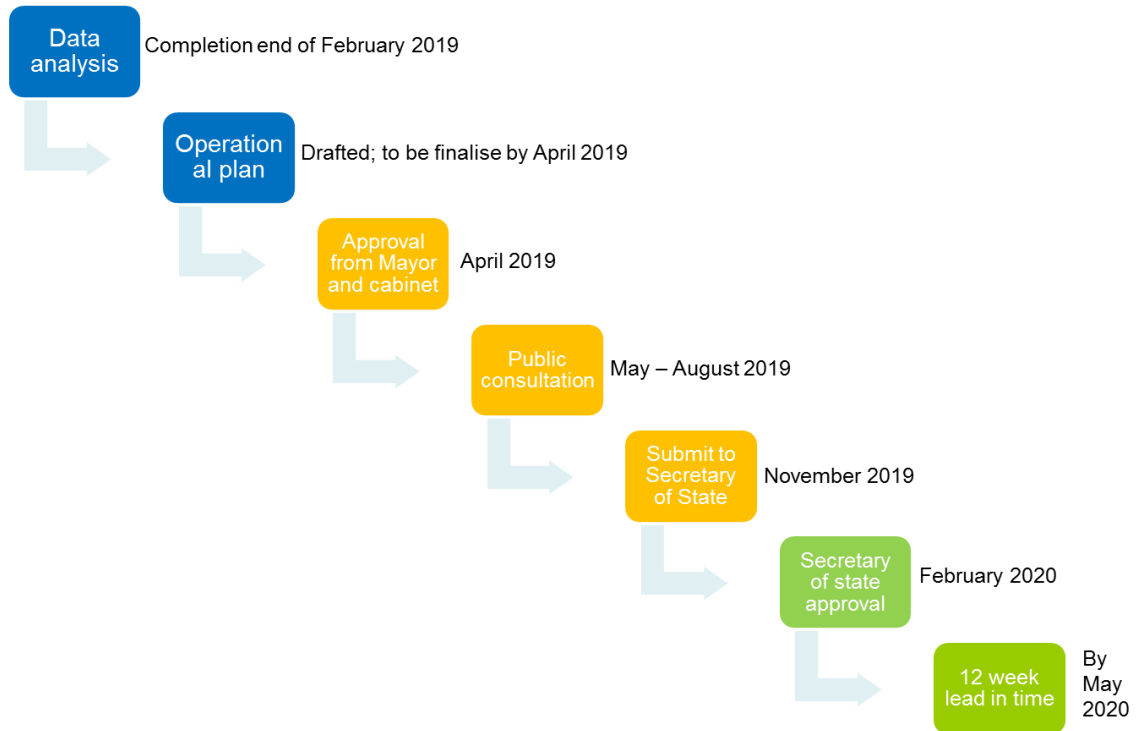 Data
analysis
Completion end of February 2019
Operation
al plan
Drafted; to be finalise by April 2019
Approval
from Mayor
and cabinet
April 2019
Public
consultation
May – August 2019
Submit to
Secretary
of State
November 2019
Secretary
of state
approval
February 2020
12 week
lead in time
By
May
2020